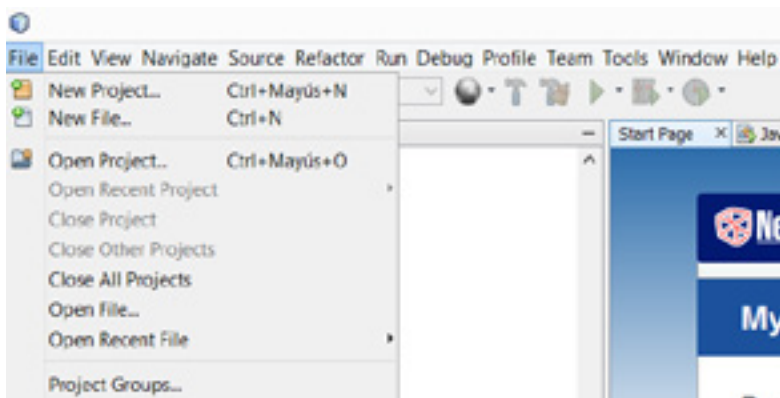 File Edit View Navigate Source Refactor Run Debug Profile Team Tools Window Help
New Project... Ctrl+Mayús+N
New File... Ctrl+N
Start Page
Open Project... Ctrl+Mayús+O
Open Recent Project
Close Project
Close Other Projects
Close All Projects
Open File...
My
Open Recent File
Project Groups...